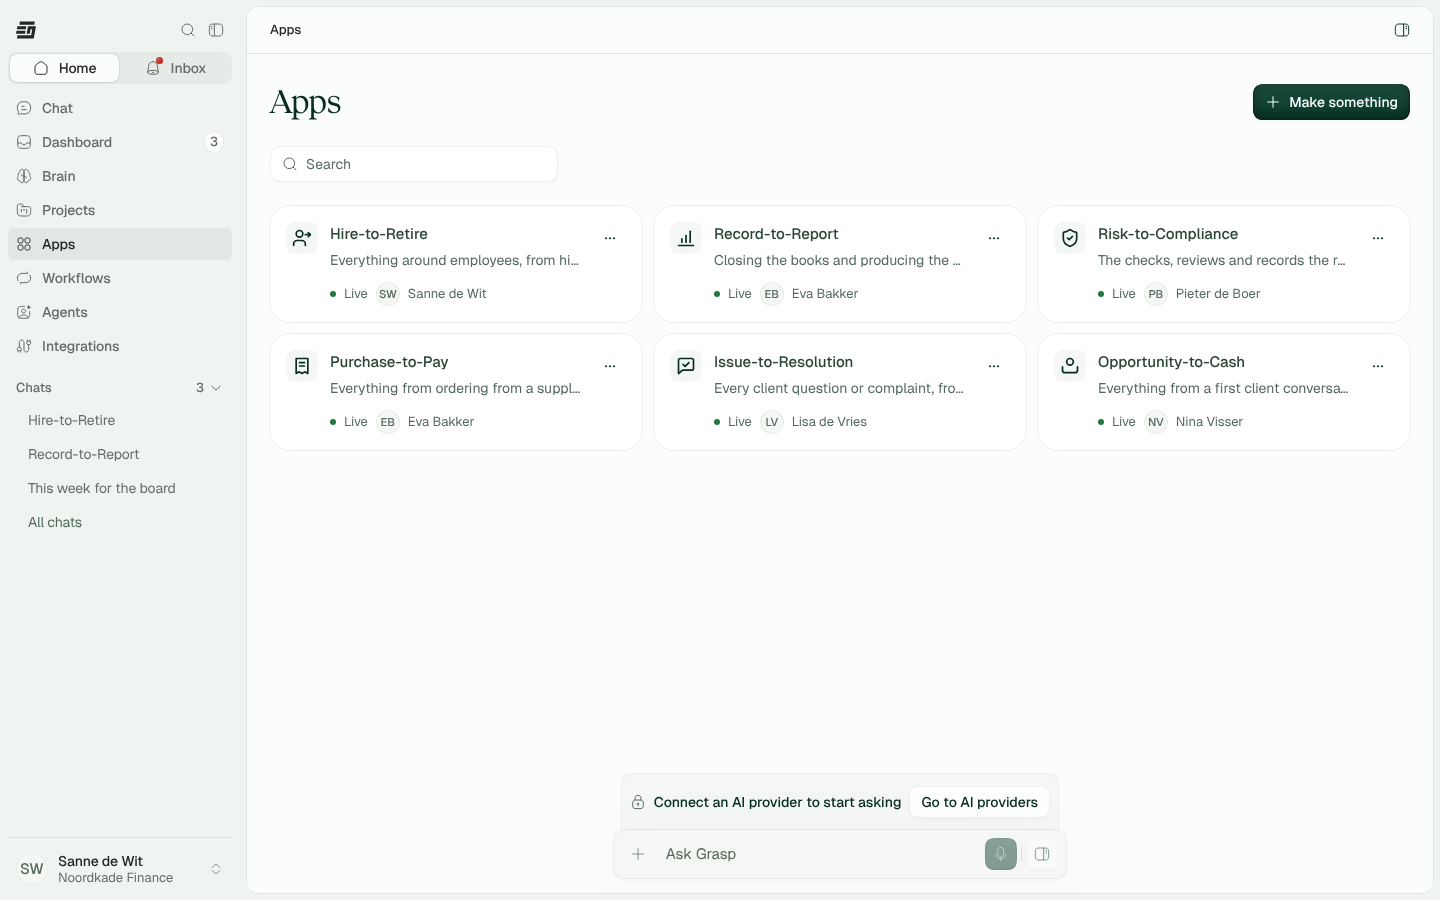 Home
Inbox
Chat
Dashboard
3
Brain
Projects
Apps
Workflows
Agents
Integrations
Chats
3
Hire-to-Retire
Record-to-Report
This week for the board
All chats
SW
Sanne de Wit
Noordkade Finance
Apps
Apps
Make something
Search
Hire-to-Retire
Everything around employees, from hi...
Live
SW
Sanne de Wit
Record-to-Report
Closing the books and producing the ...
Live
EB
Eva Bakker
Risk-to-Compliance
The checks, reviews and records the r...
Live
PB
Pieter de Boer
Purchase-to-Pay
Everything from ordering from a suppl...
Live
EB
Eva Bakker
Issue-to-Resolution
Every client question or complaint, fro...
Live
LV
Lisa de Vries
Opportunity-to-Cash
Everything from a first client conversa...
Live
NV
Nina Visser
Connect an AI provider to start asking
Go to AI providers
Ask Grasp